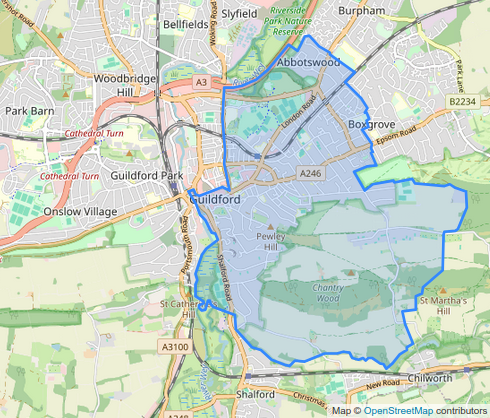 Slyfield
Riverside
Park Nature
Reserve
Burpham
Bellfields
Woking Road
Abbotswood
Woodbridge
Hill
A3
Park Lane
Park Barn
London Road
B2234
Cathedral Turn
Boxgrove
Epsom Road
Cathedral Turn
Guildford Park
A246
Onslow Village
Guildford
Portsmouth Road
Pewley
Hill
Shalford Road
Chantry
Wood
St Catherine's
Hill
St Martha's
Hill
A3100
New Road
Chilworth
Shalford
Christmas
A248
Map © OpenStreetMap contributors